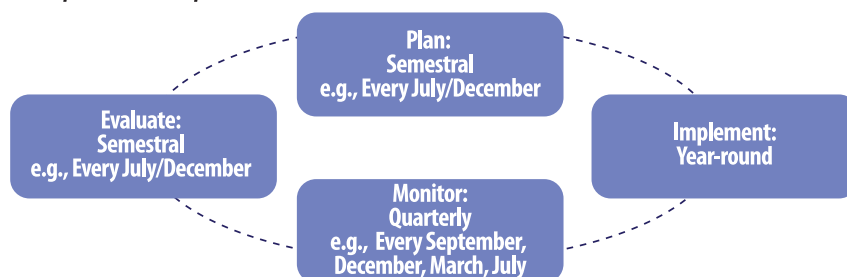 Plan:
Semestral
e.g., Every July/December
Evaluate:
Semestral
e.g., Every July/December
Implement:
Year-round
Monitor:
Quarterly
e.g., Every September,
December, March, July